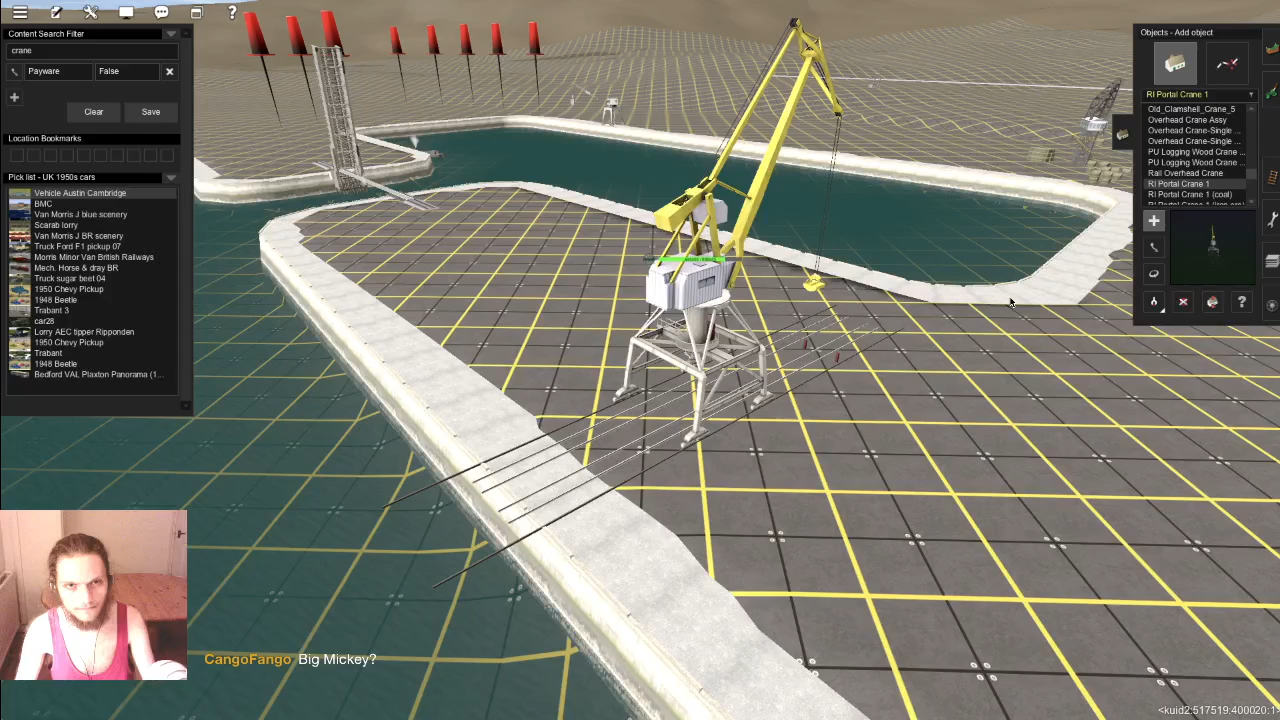 Content Search Filter
crane
Payware
False
Clear
Save
Location Bookmarks
Pick list - UK 1950s cars
Vehicle Austin Cambridge
BMC
Van Morris J blue scenery
Scarab lorry
Van Morris J BR scenery
Truck Ford F1 pickup 07
Morris Minor Van British Railways
Mech. Horse & dray BR
Truck sugar beet 04
1950 Chevy Pickup
1948 Beetle
Trabant 3
car28
Lorry AEC tipper Ripponden
1950 Chevy Pickup
Trabant
1948 Beetle
Bedford VAL Plaxton Panorama (1...
Objects - Add object
RI Portal Crane 1
Old_Clamshell_Crane_5
Overhead Crane Assy
Overhead Crane-Single ...
Overhead Crane-Single ...
PU Logging Wood Crane ...
PU Logging Wood Crane ...
Rail Overhead Crane
RI Portal Crane 1
RI Portal Crane 1 (coal)
CangoFango Big Mickey?
<kuid2:517519:400020:1>